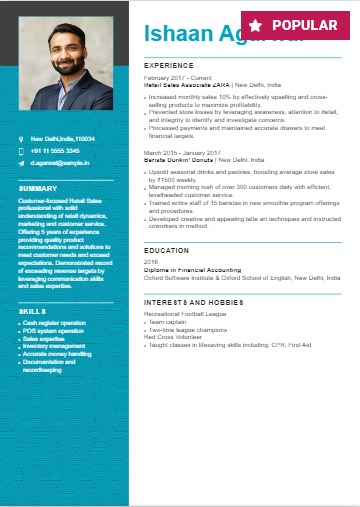 Ishaan
POPULAR
New Delhi,India,110034
+91 11 5555 3345
d.agarwal@sample.in
SUMMARY
Customer-focused Retail Sales
professional with solid
understanding of retail dynamics,
marketing and customer service.
Offering 5 years of experience
providing quality product
recommendations and solutions to
meet customer needs and exceed
expectations. Demonstrated record
of exceeding revenue targets by
leveraging communication skills
and sales expertise.
SKILLS
Cash register operation
POS system operation
Sales expertise
Inventory management
Accurate money handling
Documentation and
recordkeeping
EXPERIENCE
February 2017 - Current
Retail Sales Associate ZARA | New Delhi, India
Increased monthly sales 10% by effectively upselling and cross-
selling products to maximize profitability.
Prevented store losses by leveraging awareness, attention to detail,
and integrity to identify and investigate concerns.
Processed payments and maintained accurate drawers to meet
financial targets.
March 2015 - January 2017
Barista Dunkin' Donuts | New Delhi, India
Upsold seasonal drinks and pastries, boosting average store sales
by ₹1500 weekly.
Managed morning rush of over 300 customers daily with efficient,
levelheaded customer service.
Trained entire staff of 15 baristas in new smoothie program offerings
and procedures.
Developed creative and appealing latte art techniques and instructed
coworkers in method.
EDUCATION
2016
Diploma in Financial Accounting
Oxford Software Institute & Oxford School of English, New Delhi, India
INTERESTS AND HOBBIES
Recreational Football League
Team captain
Two-time league champions
Red Cross Volunteer
Taught classes in lifesaving skills including: CPR, First Aid